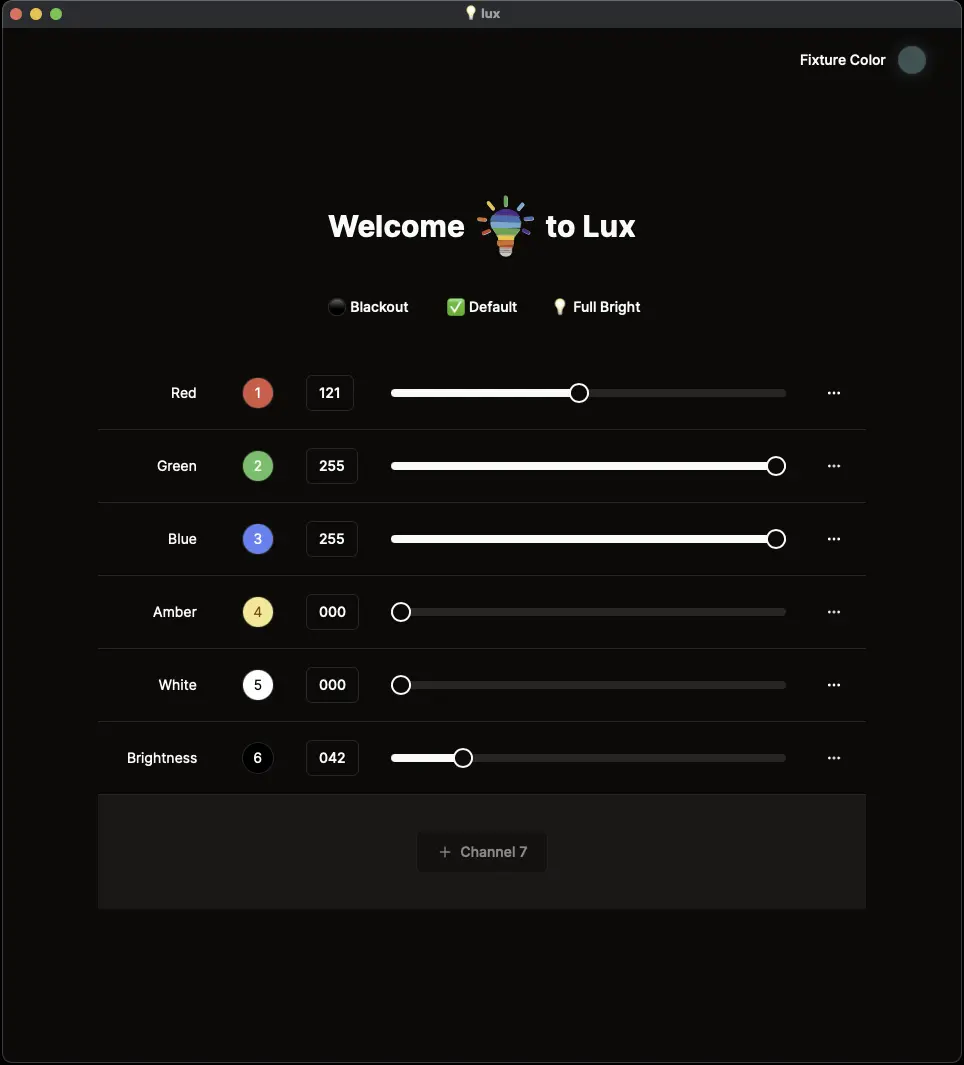 lux
Fixture Color
Welcome to Lux
Blackout Default Full Bright
Red 1 121
Green 2 255
Blue 3 255
Amber 4 000
White 5 000
Brightness 6 042
+ Channel 7